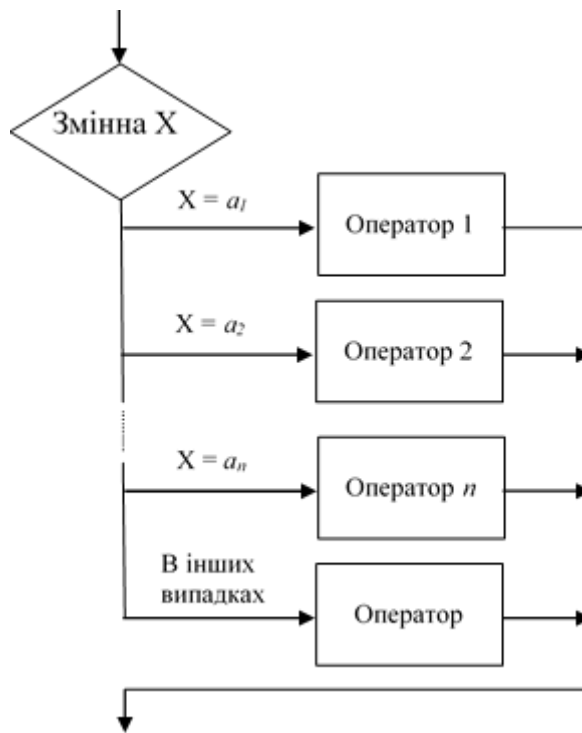 Змінна X
X = a₁
Оператор 1
X = a₂
Оператор 2
X = aₙ
Оператор n
В інших
випадках
Оператор